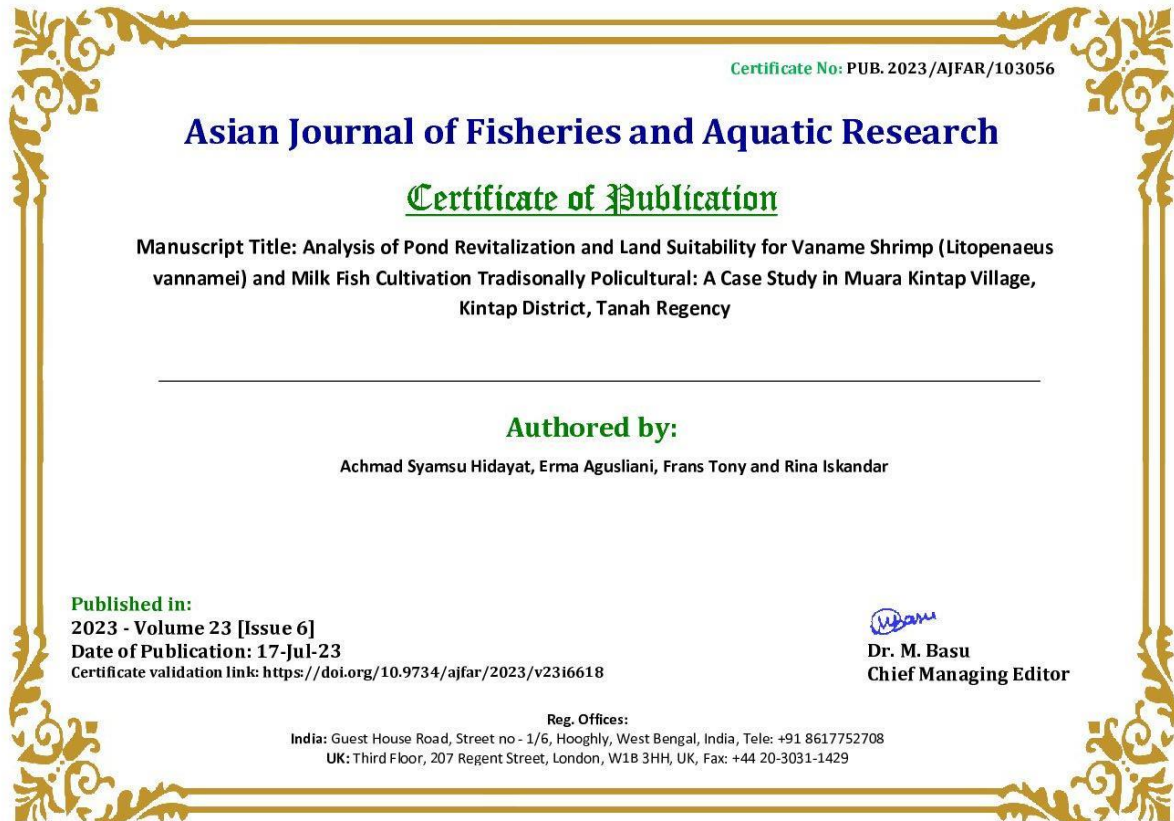 Certificate No: PUB. 2023/AJFAR/103056
Asian Journal of Fisheries and Aquatic Research
Certificate of Publication
Manuscript Title: Analysis of Pond Revitalization and Land Suitability for Vaname Shrimp (Litopenaeus
vannamei) and Milk Fish Cultivation Tradisonally Policultural: A Case Study in Muara Kintap Village,
Kintap District, Tanah Regency
Authored by:
Achmad Syamsu Hidayat, Erma Agusliani, Frans Tony and Rina Iskandar
Published in:
2023 - Volume 23 [Issue 6]
Date of Publication: 17-Jul-23
Certificate validation link: https://doi.org/10.9734/ajfar/2023/v23i6618
MBasu
Dr. M. Basu
Chief Managing Editor
Reg. Offices:
India: Guest House Road, Street no - 1/6, Hooghly, West Bengal, India, Tele: +91 8617752708
UK: Third Floor, 207 Regent Street, London, W1B 3HH, UK, Fax: +44 20-3031-1429